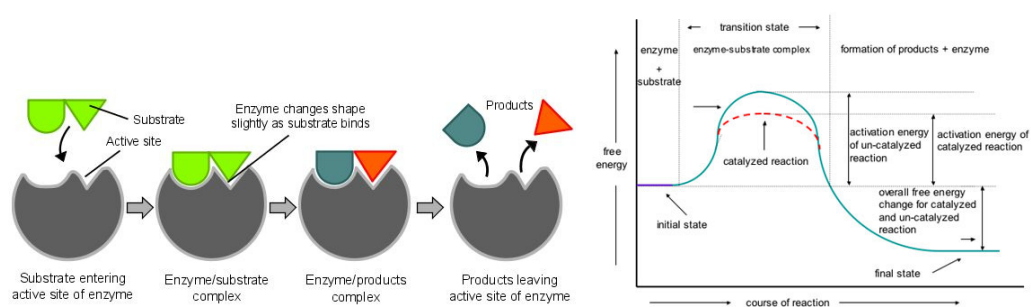 Substrate
Active site
Enzyme changes shape
slightly as substrate binds
Products
Substrate entering
active site of enzyme
Enzyme/substrate
complex
Enzyme/products
complex
Products leaving
active site of enzyme
transition state
enzyme
+
substrate
enzyme-substrate complex
formation of products + enzyme
free
energy
catalyzed reaction
activation energy
of un-catalyzed
reaction
activation energy of
catalyzed reaction
overall free energy
change for catalyzed
and un-catalyzed
reaction
initial state
final state
course of reaction